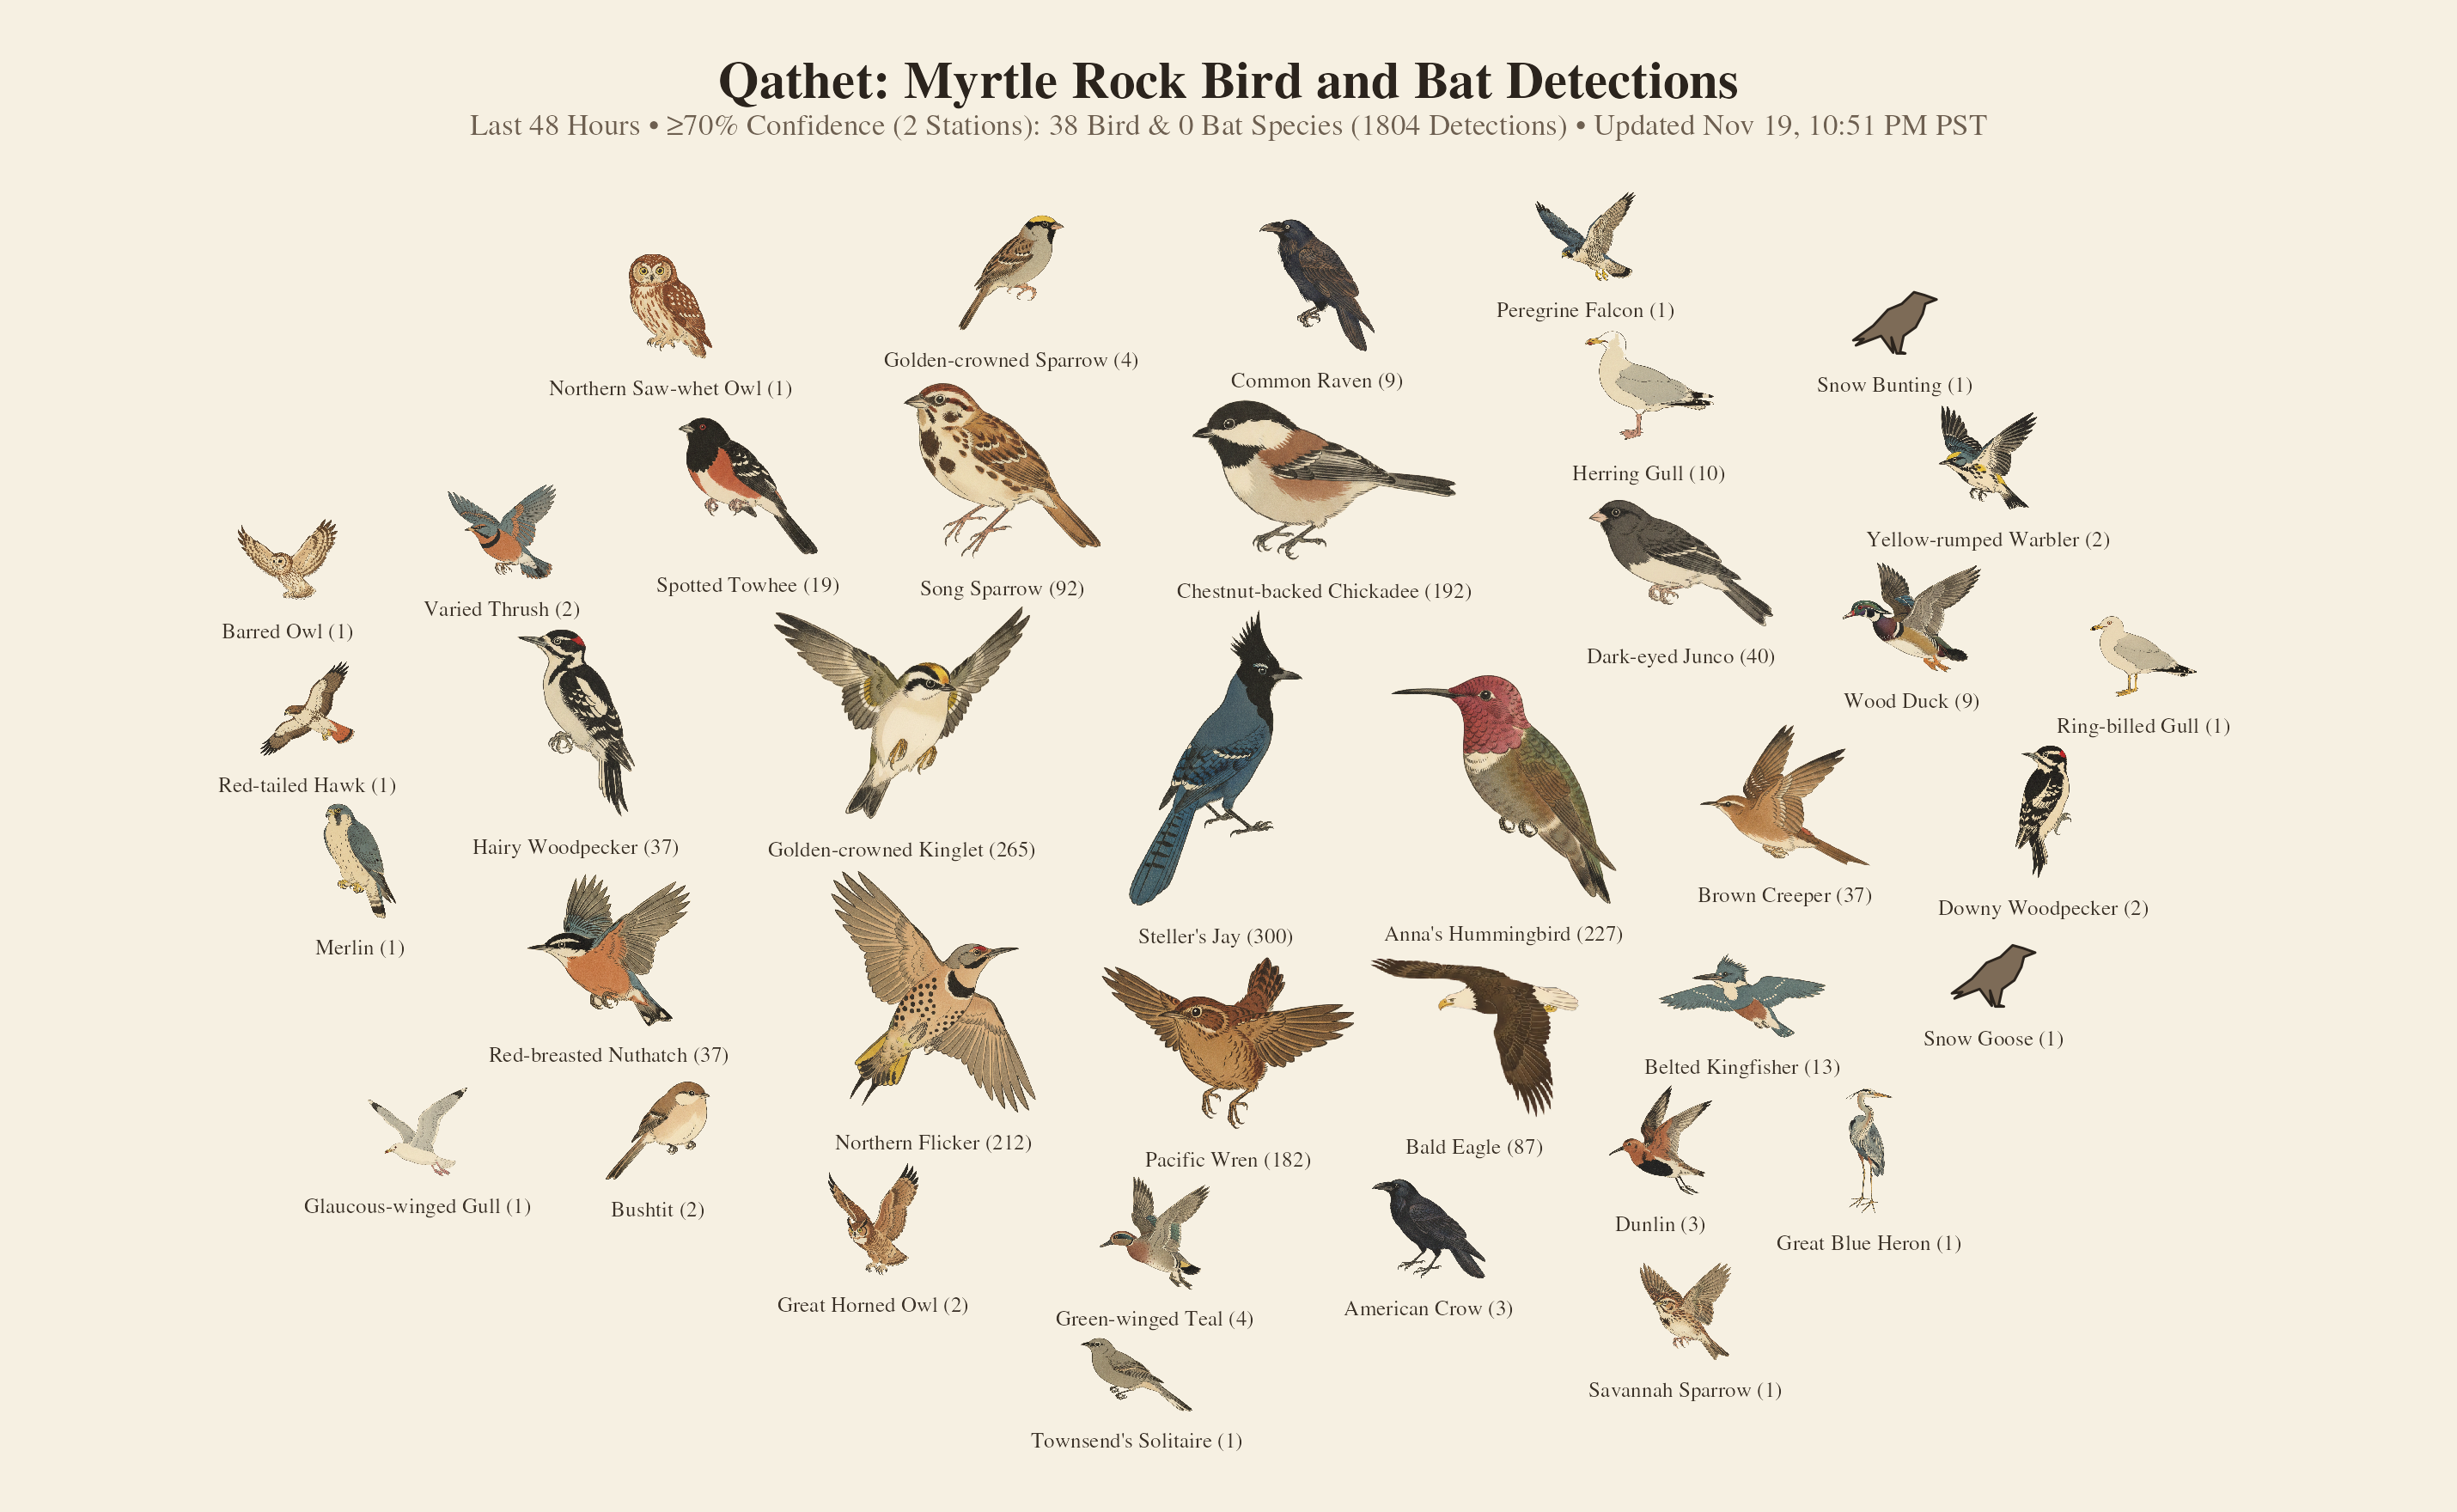 Qathet: Myrtle Rock Bird and Bat Detections
Last 48 Hours • ≥70% Confidence (2 Stations): 38 Bird & 0 Bat Species (1804 Detections) • Updated Nov 19, 10:51 PM PST
Peregrine Falcon (1)
Golden-crowned Sparrow (4)
Common Raven (9)
Snow Bunting (1)
Northern Saw-whet Owl (1)
Herring Gull (10)
Yellow-rumped Warbler (2)
Spotted Towhee (19)
Song Sparrow (92)
Chestnut-backed Chickadee (192)
Varied Thrush (2)
Barred Owl (1)
Dark-eyed Junco (40)
Wood Duck (9)
Ring-billed Gull (1)
Red-tailed Hawk (1)
Hairy Woodpecker (37)
Golden-crowned Kinglet (265)
Brown Creeper (37)
Downy Woodpecker (2)
Steller's Jay (300)
Anna's Hummingbird (227)
Merlin (1)
Snow Goose (1)
Red-breasted Nuthatch (37)
Belted Kingfisher (13)
Northern Flicker (212)
Bald Eagle (87)
Pacific Wren (182)
Glaucous-winged Gull (1)
Bushtit (2)
Dunlin (3)
Great Blue Heron (1)
Great Horned Owl (2)
American Crow (3)
Green-winged Teal (4)
Savannah Sparrow (1)
Townsend's Solitaire (1)